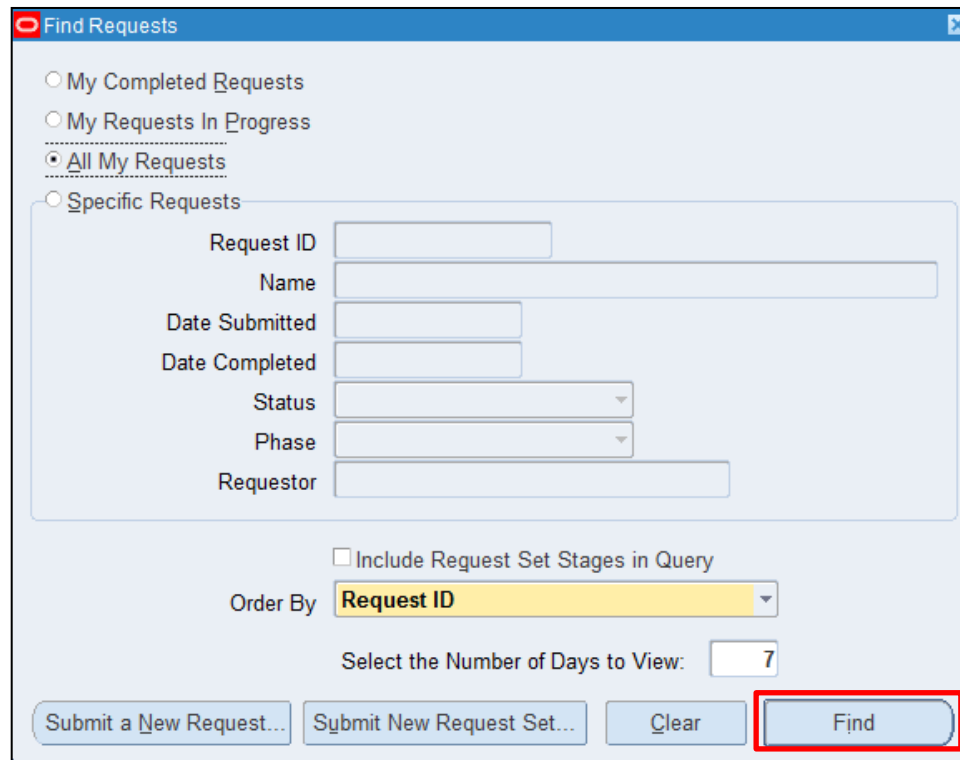 Find Requests
My Completed Requests
My Requests In Progress
All My Requests
Specific Requests
Request ID
Name
Date Submitted
Date Completed
Status
Phase
Requestor
Include Request Set Stages in Query
Order By Request ID
Select the Number of Days to View: 7
Submit a New Request... Submit New Request Set... Clear Find